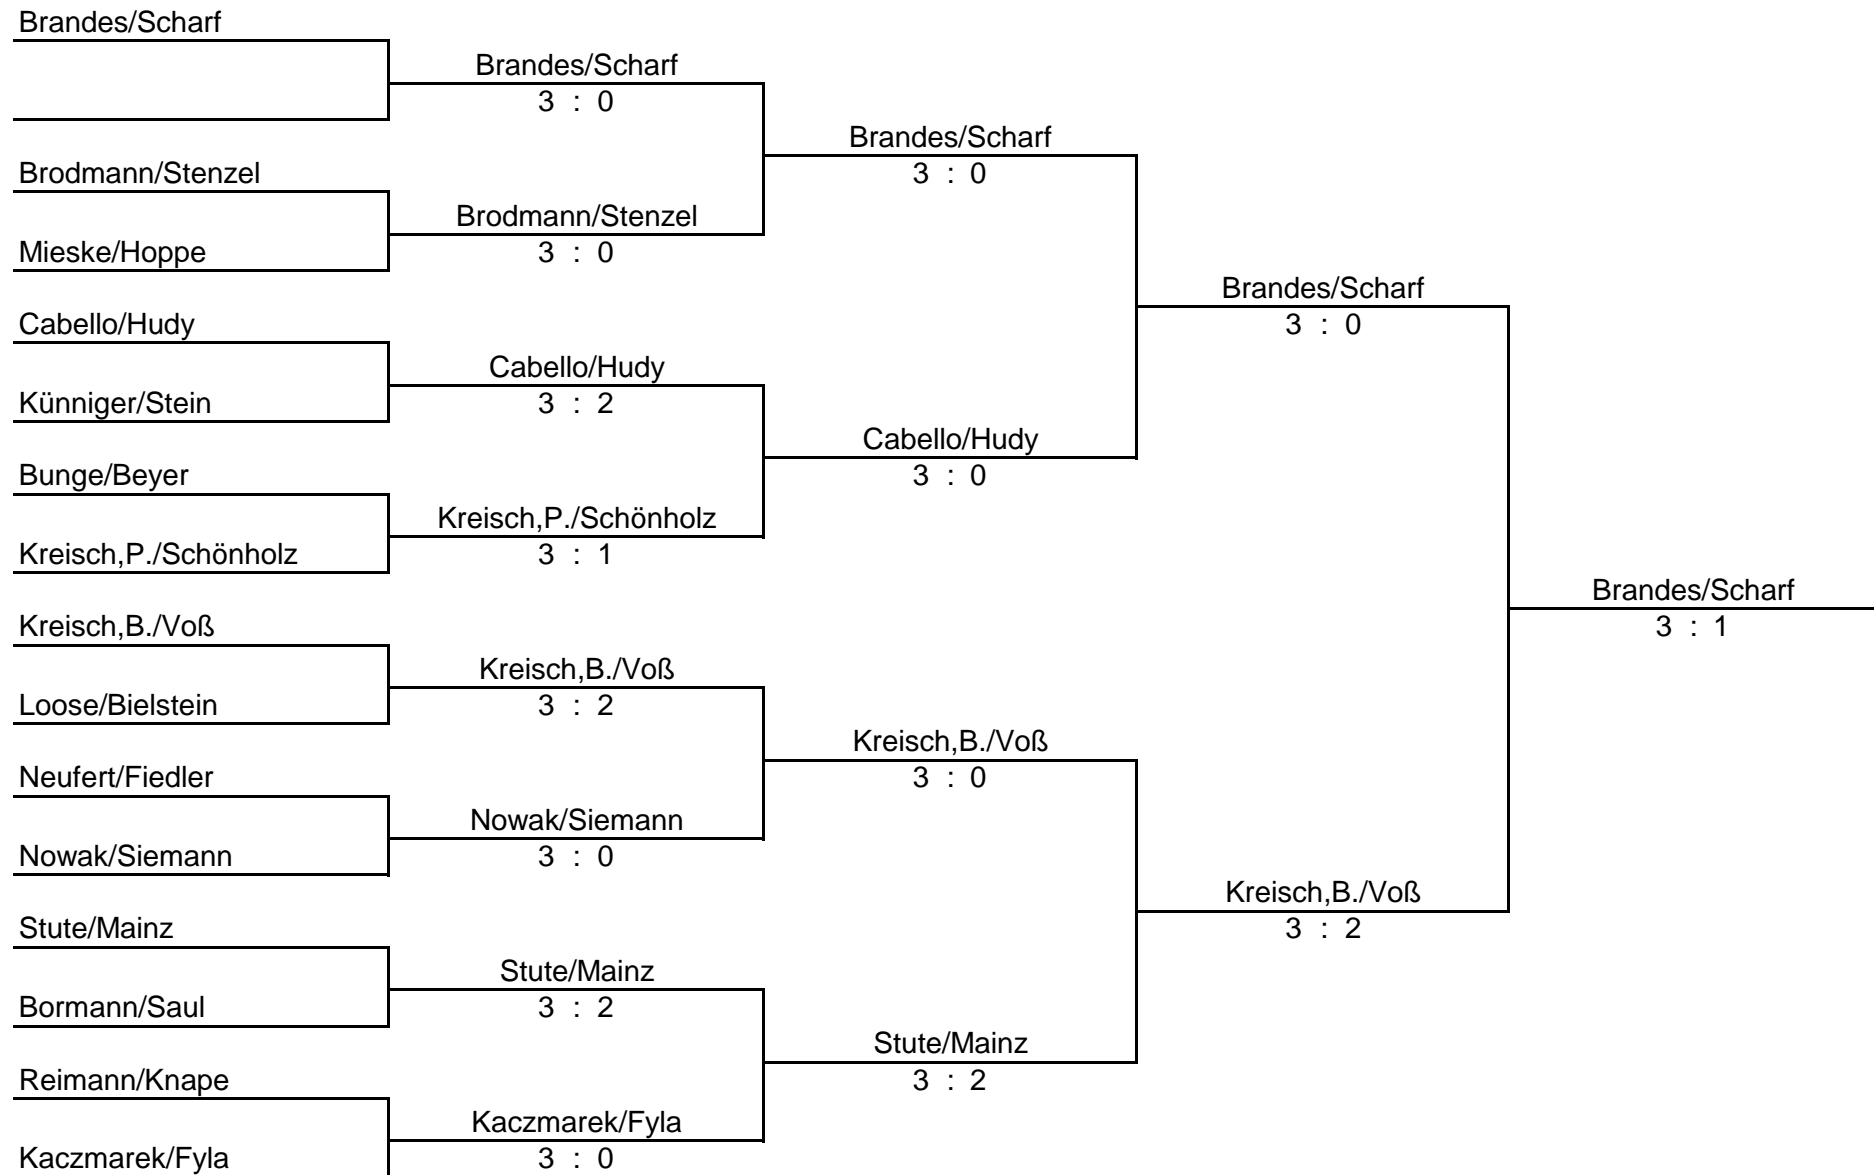 Brandes/Scharf
Brandes/Scharf
3 : 0
Brandes/Scharf
3 : 0
Brodmann/Stenzel
Brodmann/Stenzel
3 : 0
Mieske/Hoppe
Brandes/Scharf
3 : 0
Cabello/Hudy
Cabello/Hudy
3 : 2
Künniger/Stein
Cabello/Hudy
3 : 0
Bunge/Beyer
Kreisch,P./Schönholz
3 : 1
Kreisch,P./Schönholz
Brandes/Scharf
3 : 1
Kreisch,B./Voß
Kreisch,B./Voß
3 : 2
Loose/Bielstein
Kreisch,B./Voß
3 : 0
Neufert/Fiedler
Nowak/Siemann
3 : 0
Nowak/Siemann
Kreisch,B./Voß
3 : 2
Stute/Mainz
Stute/Mainz
3 : 2
Bormann/Saul
Stute/Mainz
3 : 2
Reimann/Knape
Kaczmarek/Fyla
3 : 0
Kaczmarek/Fyla